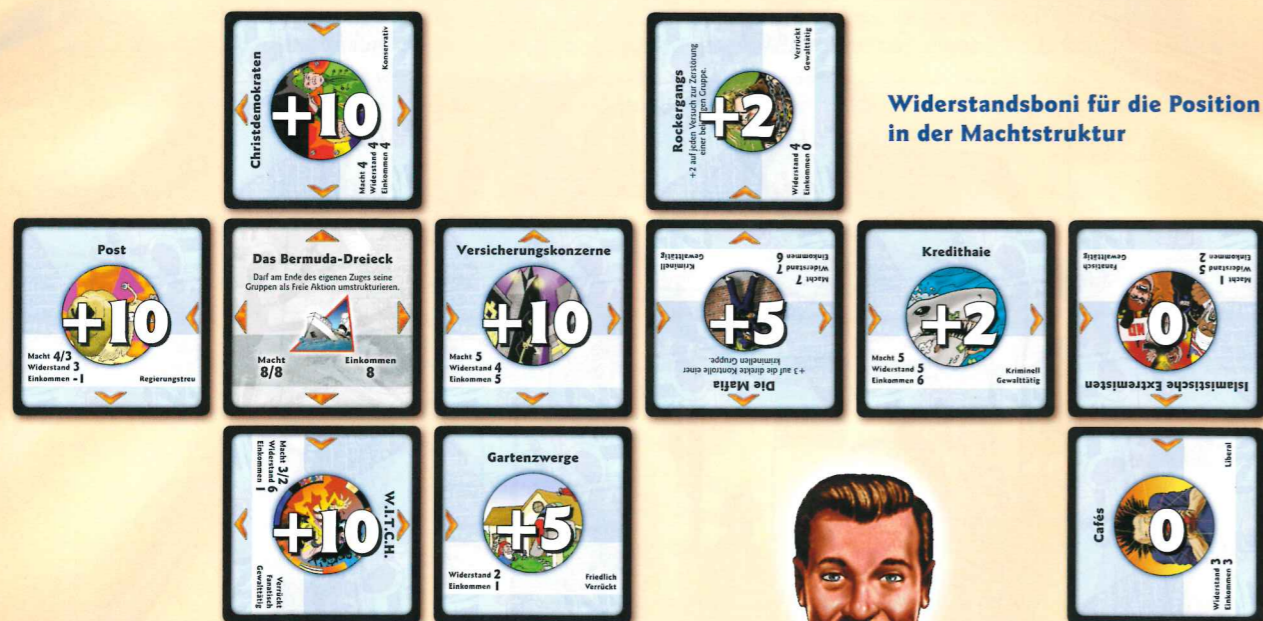 Christdemokraten
+10
Macht 4
Widerstand 4
Einkommen 4
Konservativ
Rockergangs
+2 auf jeden Versuch zur Zerstörung
einer Gruppe.
+2
Widerstand 4
Einkommen 0
Verrückt
Gewalttätig
Widerstandsboni für die Position
in der Machtstruktur
Post
+10
Macht 4/3
Widerstand 3
Einkommen -1
Regierungstreu
Das Bermuda-Dreieck
Darf am Ende des eigenen Zuges seine
Gruppen als Freie Aktion umstrukturieren.
Macht
8/8
Einkommen
8
Versicherungskonzerne
+10
Macht 5
Widerstand 4
Einkommen 5
Die Mafia
+3 auf die direkte Kontrolle einer
kriminellen Gruppe.
+5
Macht 7
Widerstand 7
Einkommen 6
Kriminell
Gewalttätig
Kredithaie
+2
Macht 5
Widerstand 5
Einkommen 6
Kriminell
Gewalttätig
Islamistische Extremisten
0
Macht 1
Widerstand 5
Einkommen 2
Fanatisch
Gewalttätig
W.I.T.C.H.
+10
Macht 3/2
Widerstand 6
Einkommen 1
Verrückt
Fanatisch
Gewalttätig
Gartenzwerge
+5
Widerstand 2
Einkommen 1
Friedlich
Verrückt
Cafés
0
Widerstand 3
Einkommen 3
Liberal